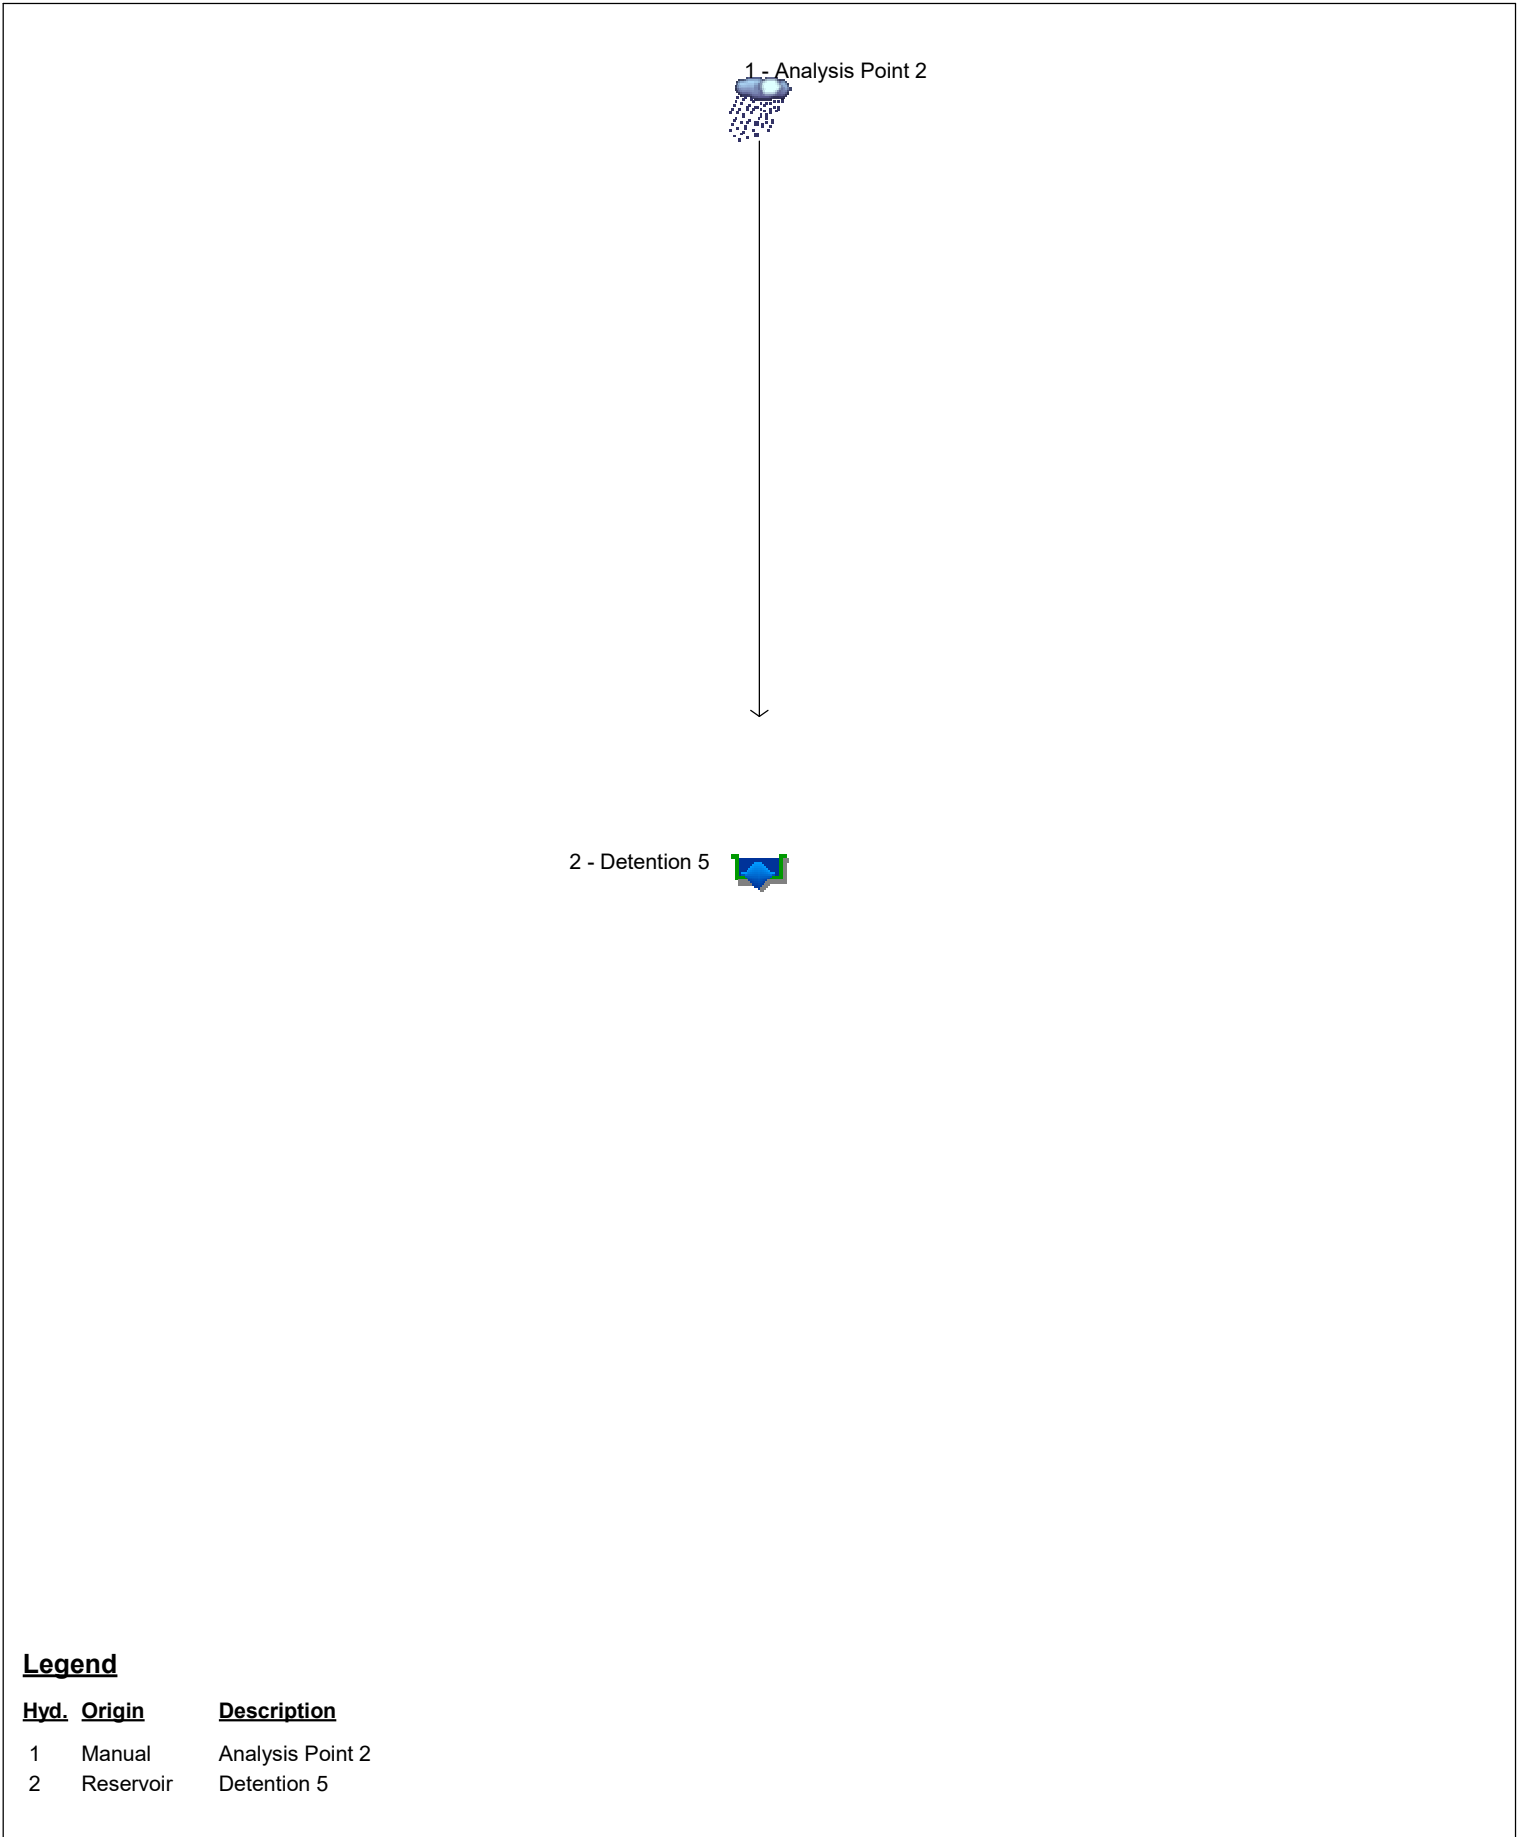 1 - Analysis Point 2
2 - Detention 5
Legend
Hyd. Origin Description
1 Manual Analysis Point 2
2 Reservoir Detention 5